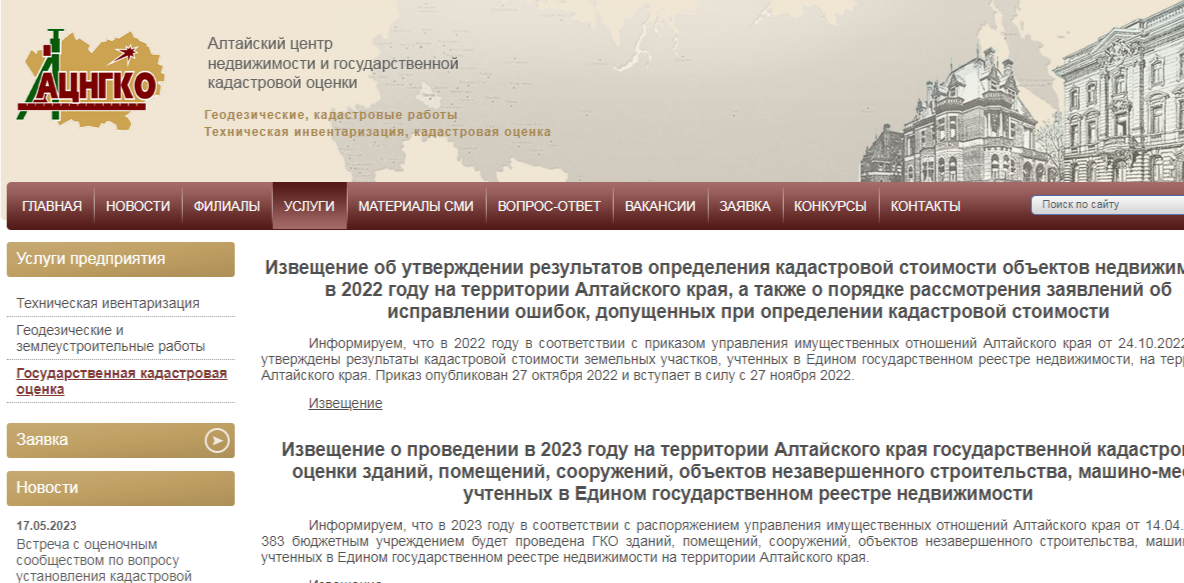 АЦНГКО
Алтайский центр
недвижимости и государственной
кадастровой оценки
Геодезические, кадастровые работы
Техническая инвентаризация, кадастровая оценка
ГЛАВНАЯ НОВОСТИ ФИЛИАЛЫ УСЛУГИ МАТЕРИАЛЫ СМИ ВОПРОС-ОТВЕТ ВАКАНСИИ ЗАЯВКА КОНКУРСЫ КОНТАКТЫ Поиск по сайту
Услуги предприятия
Техническая ивентаризация
Геодезические и
землеустроительные работы
Государственная кадастровая
оценка
Заявка
Новости
17.05.2023
Встреча с оценочным
сообществом по вопросу
установления кадастровой
Извещение об утверждении результатов определения кадастровой стоимости объектов недвижим
в 2022 году на территории Алтайского края, а также о порядке рассмотрения заявлений об
исправлении ошибок, допущенных при определении кадастровой стоимости
Информируем, что в 2022 году в соответствии с приказом управления имущественных отношений Алтайского края от 24.10.2022
утверждены результаты кадастровой стоимости земельных участков, учтенных в Едином государственном реестре недвижимости, на тер
Алтайского края. Приказ опубликован 27 октября 2022 и вступает в силу с 27 ноября 2022.
Извещение
Извещение о проведении в 2023 году на территории Алтайского края государственной кадастро
оценки зданий, помещений, сооружений, объектов незавершенного строительства, машино-ме
учтенных в Едином государственном реестре недвижимости
Информируем, что в 2023 году в соответствии с распоряжением управления имущественных отношений Алтайского края от 14.04.
383 бюджетным учреждением будет проведена ГКО зданий, помещений, сооружений, объектов незавершенного строительства, маши
учтенных в Едином государственном реестре недвижимости на территории Алтайского края.